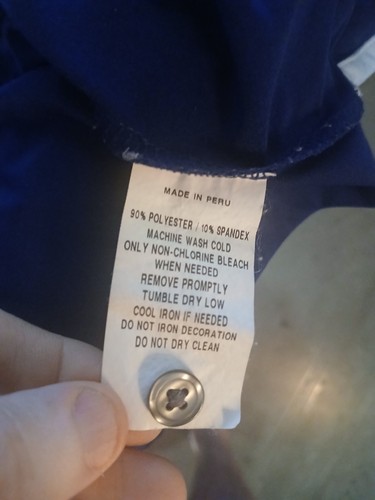 MADE IN PERU
90% POLYESTER / 10% SPANDEX
MACHINE WASH COLD
ONLY NON-CHLORINE BLEACH
WHEN NEEDED
REMOVE PROMPTLY
TUMBLE DRY LOW
COOL IRON IF NEEDED
DO NOT IRON DECORATION
DO NOT DRY CLEAN